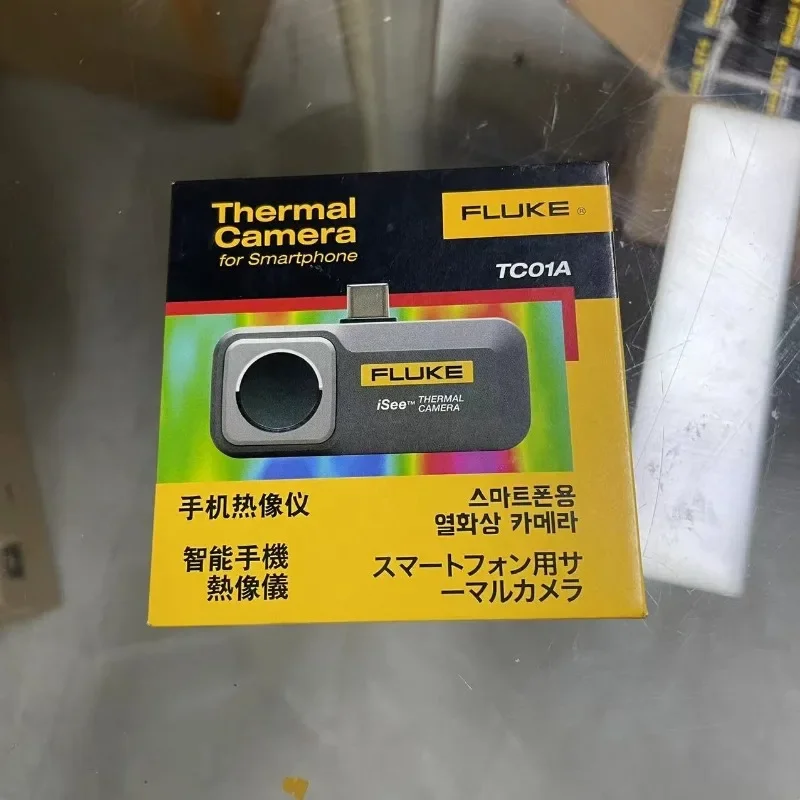 Thermal
Camera
for Smartphone
FLUKE ®
TC01A
FLUKE
iSee™ THERMAL
CAMERA
手机热像仪
스마트폰용
열화상 카메라
智能手機
熱像儀
スマートフォン用サ
ーマルカメラ